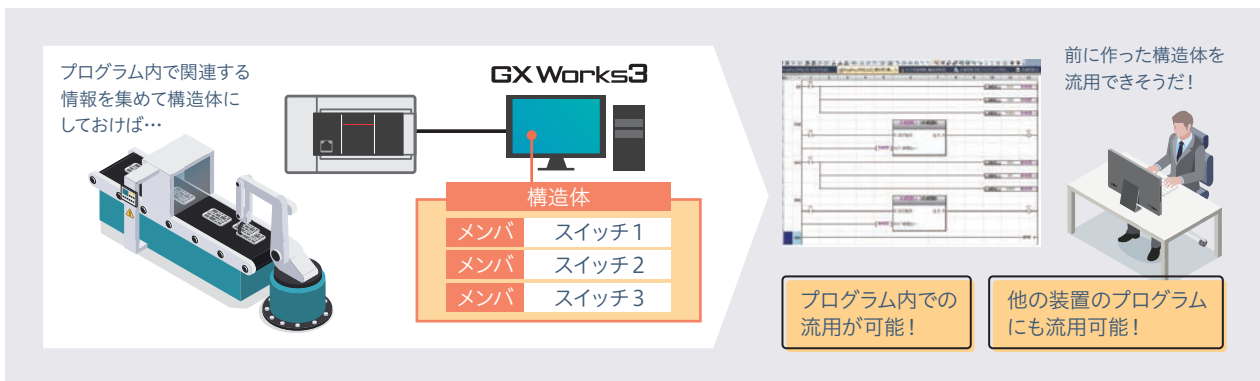 プログラム内で関連する
情報を集めて構造体に
しておけば…
GX Works3
構造体
メンバ スイッチ1
メンバ スイッチ2
メンバ スイッチ3
前に作った構造体を
流用できそうだ！
プログラム内での
流用が可能！
他の装置のプログラム
にも流用可能！